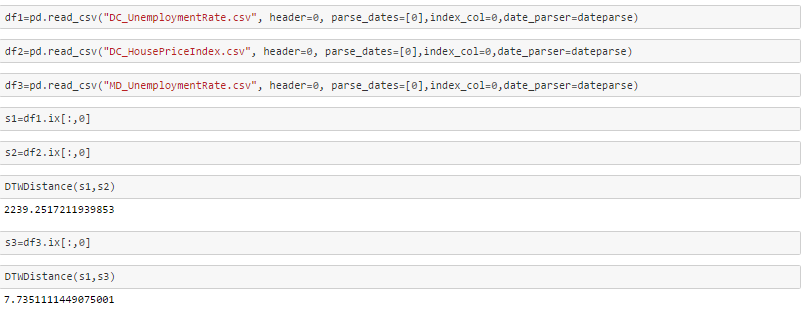 df1=pd.read_csv("DC_UnemploymentRate.csv", header=0, parse_dates=[0],index_col=0,date_parser=dateparse)
df2=pd.read_csv("DC_HousePriceIndex.csv", header=0, parse_dates=[0],index_col=0,date_parser=dateparse)
df3=pd.read_csv("MD_UnemploymentRate.csv", header=0, parse_dates=[0],index_col=0,date_parser=dateparse)
s1=df1.ix[:,0]
s2=df2.ix[:,0]
DTWDistance(s1,s2)
2239.2517211939853
s3=df3.ix[:,0]
DTWDistance(s1,s3)
7.7351111449075001